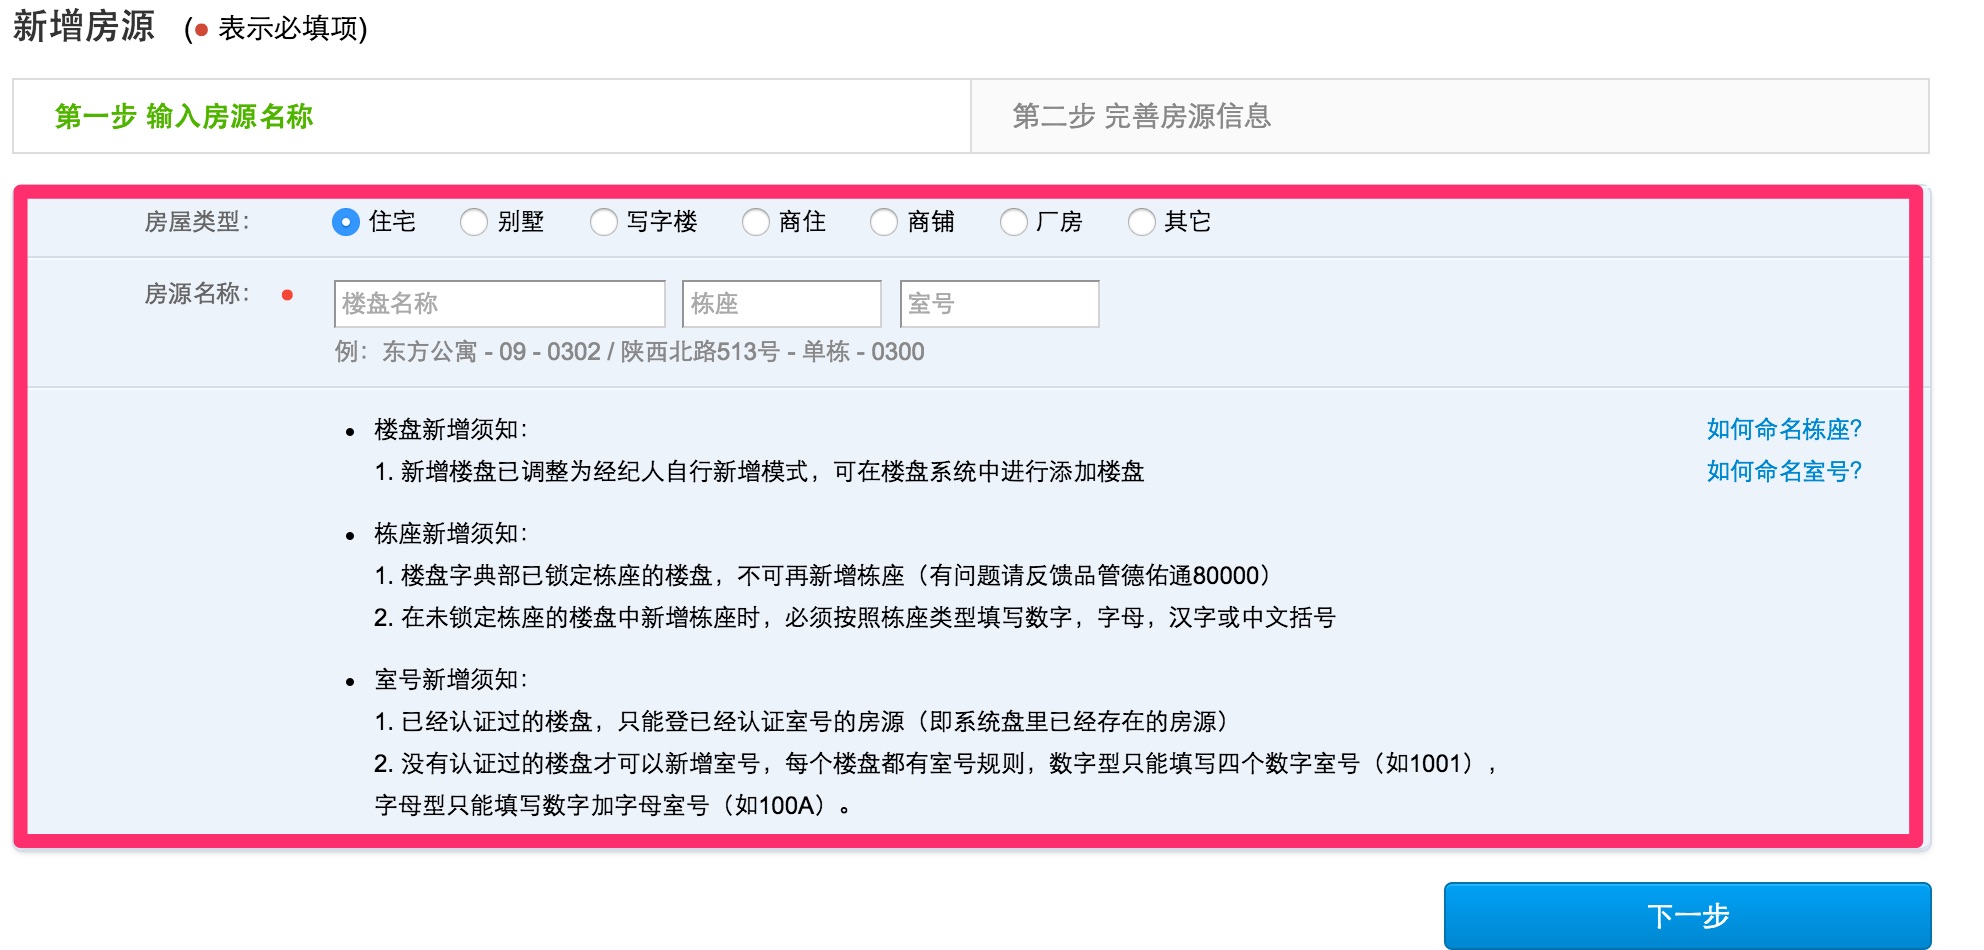 新增房源 (● 表示必填项)
第一步 输入房源名称
第二步 完善房源信息
房屋类型： 住宅 别墅 写字楼 商住 商铺 厂房 其它
房源名称： ● 楼盘名称 栋座 室号
例：东方公寓 - 09 - 0302 / 陕西北路513号 - 单栋 - 0300
• 楼盘新增须知： 如何命名栋座?
1. 新增楼盘已调整为经纪人自行新增模式，可在楼盘系统中进行添加楼盘 如何命名室号?
• 栋座新增须知：
1. 楼盘字典部已锁定栋座的楼盘，不可再新增栋座（有问题请反馈品管德佑通80000）
2. 在未锁定栋座的楼盘中新增栋座时，必须按照栋座类型填写数字，字母，汉字或中文括号
• 室号新增须知：
1. 已经认证过的楼盘，只能登已经认证室号的房源（即系统盘里已经存在的房源）
2. 没有认证过的楼盘才可以新增室号，每个楼盘都有室号规则，数字型只能填写四个数字室号（如1001），
字母型只能填写数字加字母室号（如100A）。
下一步